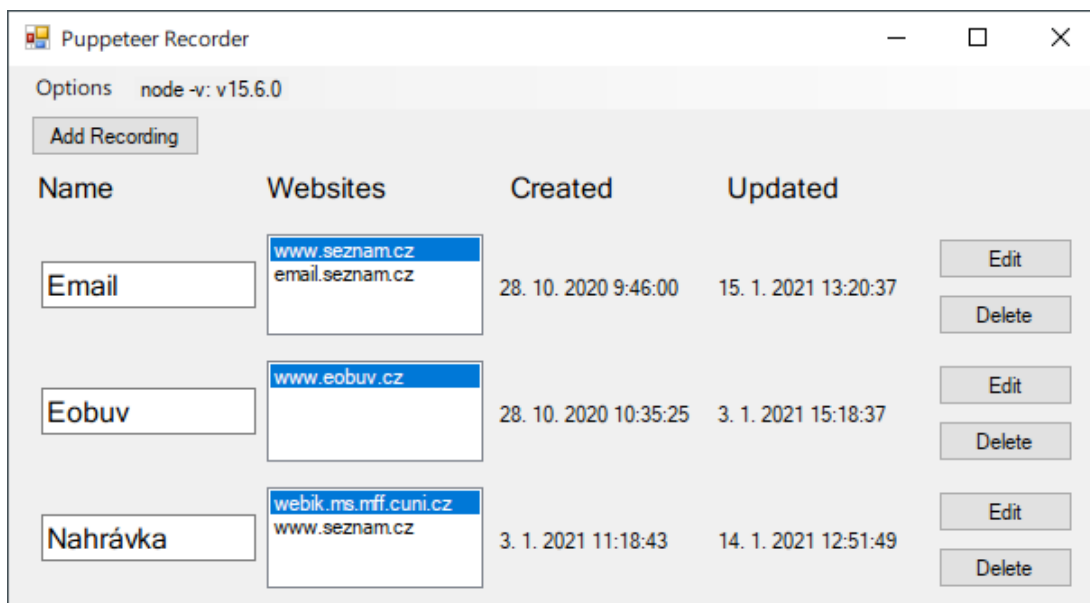 Puppeteer Recorder
Options node -v: v15.6.0
Add Recording
Name Websites Created Updated
Email www.seznam.cz 28. 10. 2020 9:46:00 15. 1. 2021 13:20:37 Edit
email.seznam.cz Delete
Eobuv www.eobuv.cz 28. 10. 2020 10:35:25 3. 1. 2021 15:18:37 Edit
Delete
Nahrávka webik.ms.mff.cuni.cz 3. 1. 2021 11:18:43 14. 1. 2021 12:51:49 Edit
www.seznam.cz Delete